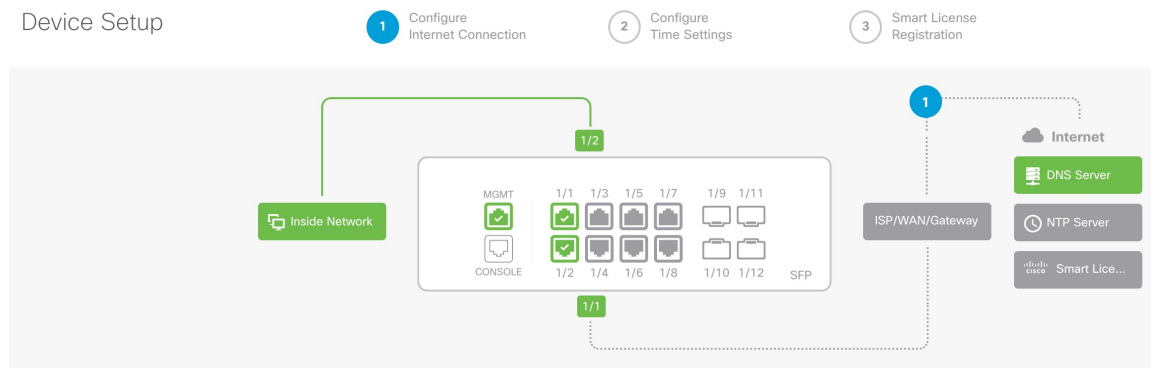 Device Setup
1
Configure
Internet Connection
2
Configure
Time Settings
3
Smart License
Registration
1
1/2
Internet
MGMT
1/1 1/3 1/5 1/7 1/9 1/11
DNS Server
Inside Network
ISP/WAN/Gateway
NTP Server
CONSOLE
1/2 1/4 1/6 1/8 1/10 1/12
SFP
cisco
Smart Lice...
1/1